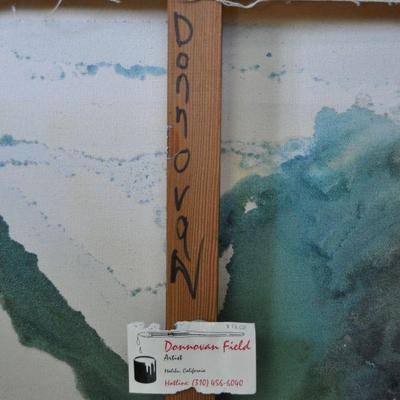 Donnovan
Donnovan Field
Artist
Malibu, California
Hotline: (310) 456-6040